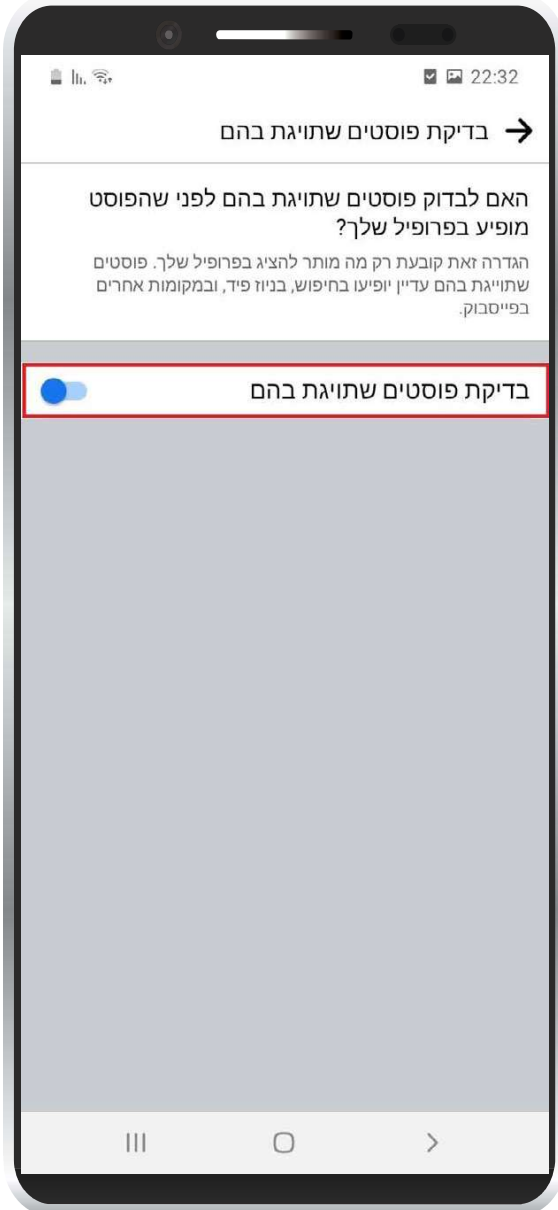 22:32
בדיקת פוסטים שתויגת בהם
האם לבדוק פוסטים שתויגת בהם לפני שהפוסט
מופיע בפרופיל שלך?
הגדרה זאת קובעת רק מה מותר להציג בפרופיל שלך. פוסטים
שתוייגת בהם עדיין יופיעו בחיפוש, בניוז פיד, ובמקומות אחרים
בפייסבוק.
בדיקת פוסטים שתויגת בהם